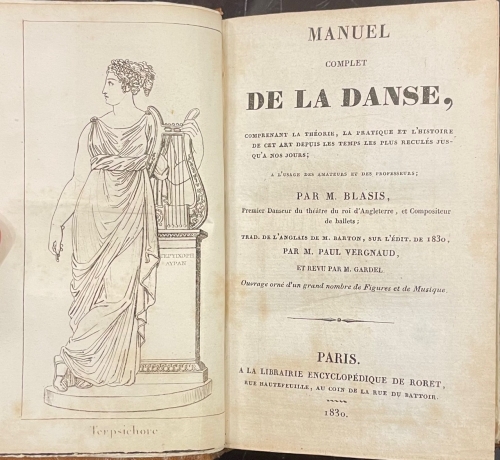 Terpsichore
MANUEL
COMPLET
DE LA DANSE,
COMPRENANT LA THÉORIE, LA PRATIQUE ET L'HISTOIRE
DE CET ART DEPUIS LES TEMPS LES PLUS RECULÉS JUS-
QU'A NOS JOURS;
A L'USAGE DES AMATEURS ET DES PROFESSEURS;
PAR M. BLASIS,
Premier Danseur du théâtre du roi d'Angleterre, et Compositeur
de ballets;
TRAD. DE L'ANGLAIS DE M. BARTON, SUR L'ÉDIT. DE 1830,
PAR M. PAUL VERGNAUD,
ET REVU PAR M. GARDEL
Ouvrage orné d'un grand nombre de Figures et de Musique
PARIS.
A LA LIBRAIRIE ENCYCLOPÉDIQUE DE RORET,
RUE HAUTEFEUILLE, AU COIN DE LA RUE DU BATTOIR.
1830.